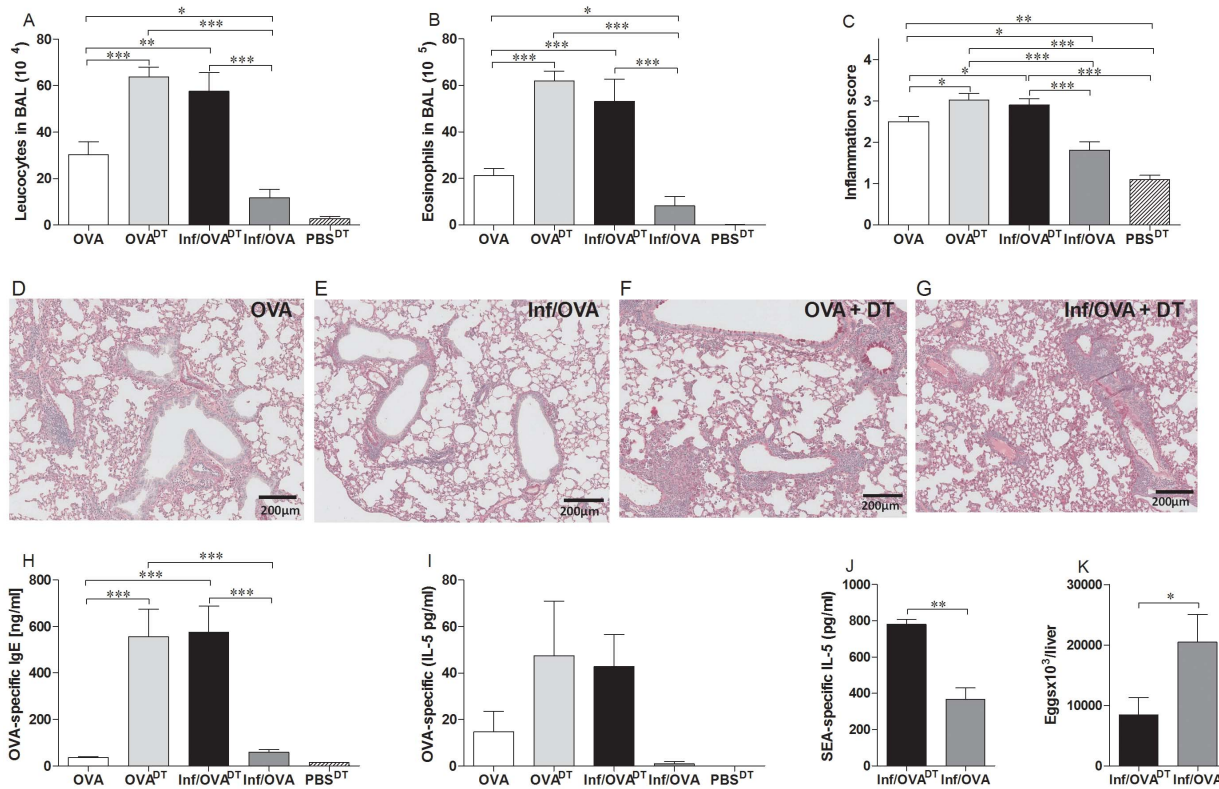 A
Leucocytes in BAL (10 ⁴)
80
60
40
20
0
*
***
**
***
***
OVA
OVA^DT
Inf/OVA^DT
Inf/OVA
PBS^DT
B
Eosinophils in BAL (10 ⁵)
80
60
40
20
0
*
***
***
***
***
OVA
OVA^DT
Inf/OVA^DT
Inf/OVA
PBS^DT
C
Inflammation score
4
3
2
1
0
**
*
***
***
*
***
*
***
OVA
OVA^DT
Inf/OVA^DT
Inf/OVA
PBS^DT
D
OVA
200µm
E
Inf/OVA
200µm
F
OVA + DT
200µm
G
Inf/OVA + DT
200µm
H
OVA-specific IgE [ng/ml]
800
600
400
200
0
***
***
***
***
OVA
OVA^DT
Inf/OVA^DT
Inf/OVA
PBS^DT
I
OVA-specific (IL-5 pg/ml)
80
60
40
20
0
OVA
OVA^DT
Inf/OVA^DT
Inf/OVA
PBS^DT
J
SEA-specific IL-5 (pg/ml)
1000
800
600
400
200
0
**
Inf/OVA^DT
Inf/OVA
K
Eggsx10³/liver
30000
20000
10000
0
*
Inf/OVA^DT
Inf/OVA